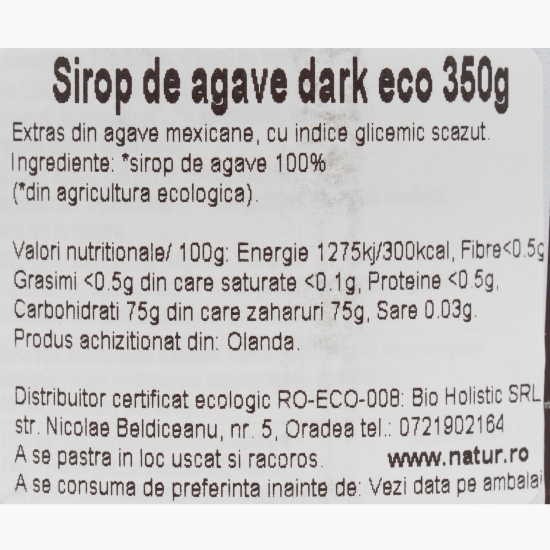 Sirop de agave dark eco 350g
Extras din agave mexicane, cu indice glicemic scazut.
Ingrediente: *sirop de agave 100%
(*din agricultura ecologica).
Valori nutritionale/ 100g: Energie 1275kj/300kcal, Fibre<0.5g
Grasimi <0.5g din care saturate <0.1g, Proteine <0.5g,
Carbohidrati 75g din care zaharuri 75g, Sare 0.03g.
Produs achizitionat din: Olanda.
Distribuitor certificat ecologic RO-ECO-008: Bio Holistic SRL
str. Nicolae Beldiceanu, nr. 5, Oradea tel.: 0721902164
A se pastra in loc uscat si racoros. www.natur.ro
A se consuma de preferinta inainte de: Vezi data pe ambalaj